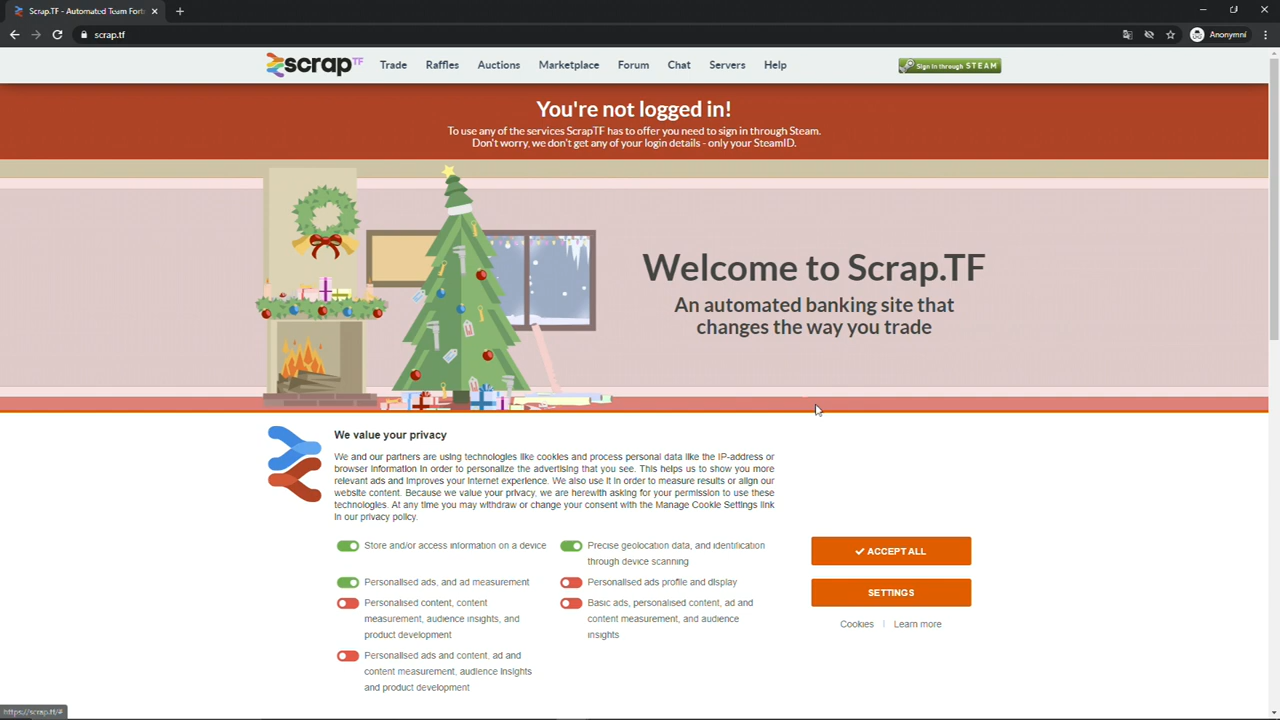 Scrap.TF - Automated Team Fort
scrap.tf
Anonymní
scrap TF
Trade
Raffles
Auctions
Marketplace
Forum
Chat
Servers
Help
Sign in through STEAM
You're not logged in!
To use any of the services ScrapTF has to offer you need to sign in through Steam.
Don't worry, we don't get any of your login details - only your SteamID.
Welcome to Scrap.TF
An automated banking site that
changes the way you trade
We value your privacy
We and our partners are using technologies like cookies and process personal data like the IP-address or
browser information in order to personalize the advertising that you see. This helps us to show you more
relevant ads and improves your internet experience. We also use it in order to measure results or align our
website content. Because we value your privacy, we are herewith asking for your permission to use these
technologies. At any time you may withdraw or change your consent with the Manage Cookie Settings link
in our privacy policy.
Store and/or access information on a device
Precise geolocation data, and identification
through device scanning
Personalised ads, and ad measurement
Personalised ads profile and display
Personalised content, content
measurement, audience insights, and
product development
Basic ads, personalised content, ad and
content measurement, and audience
insights
Personalised ads and content, ad and
content measurement, audience insights
and product development
ACCEPT ALL
SETTINGS
Cookies | Learn more
https://scrap.tf/#